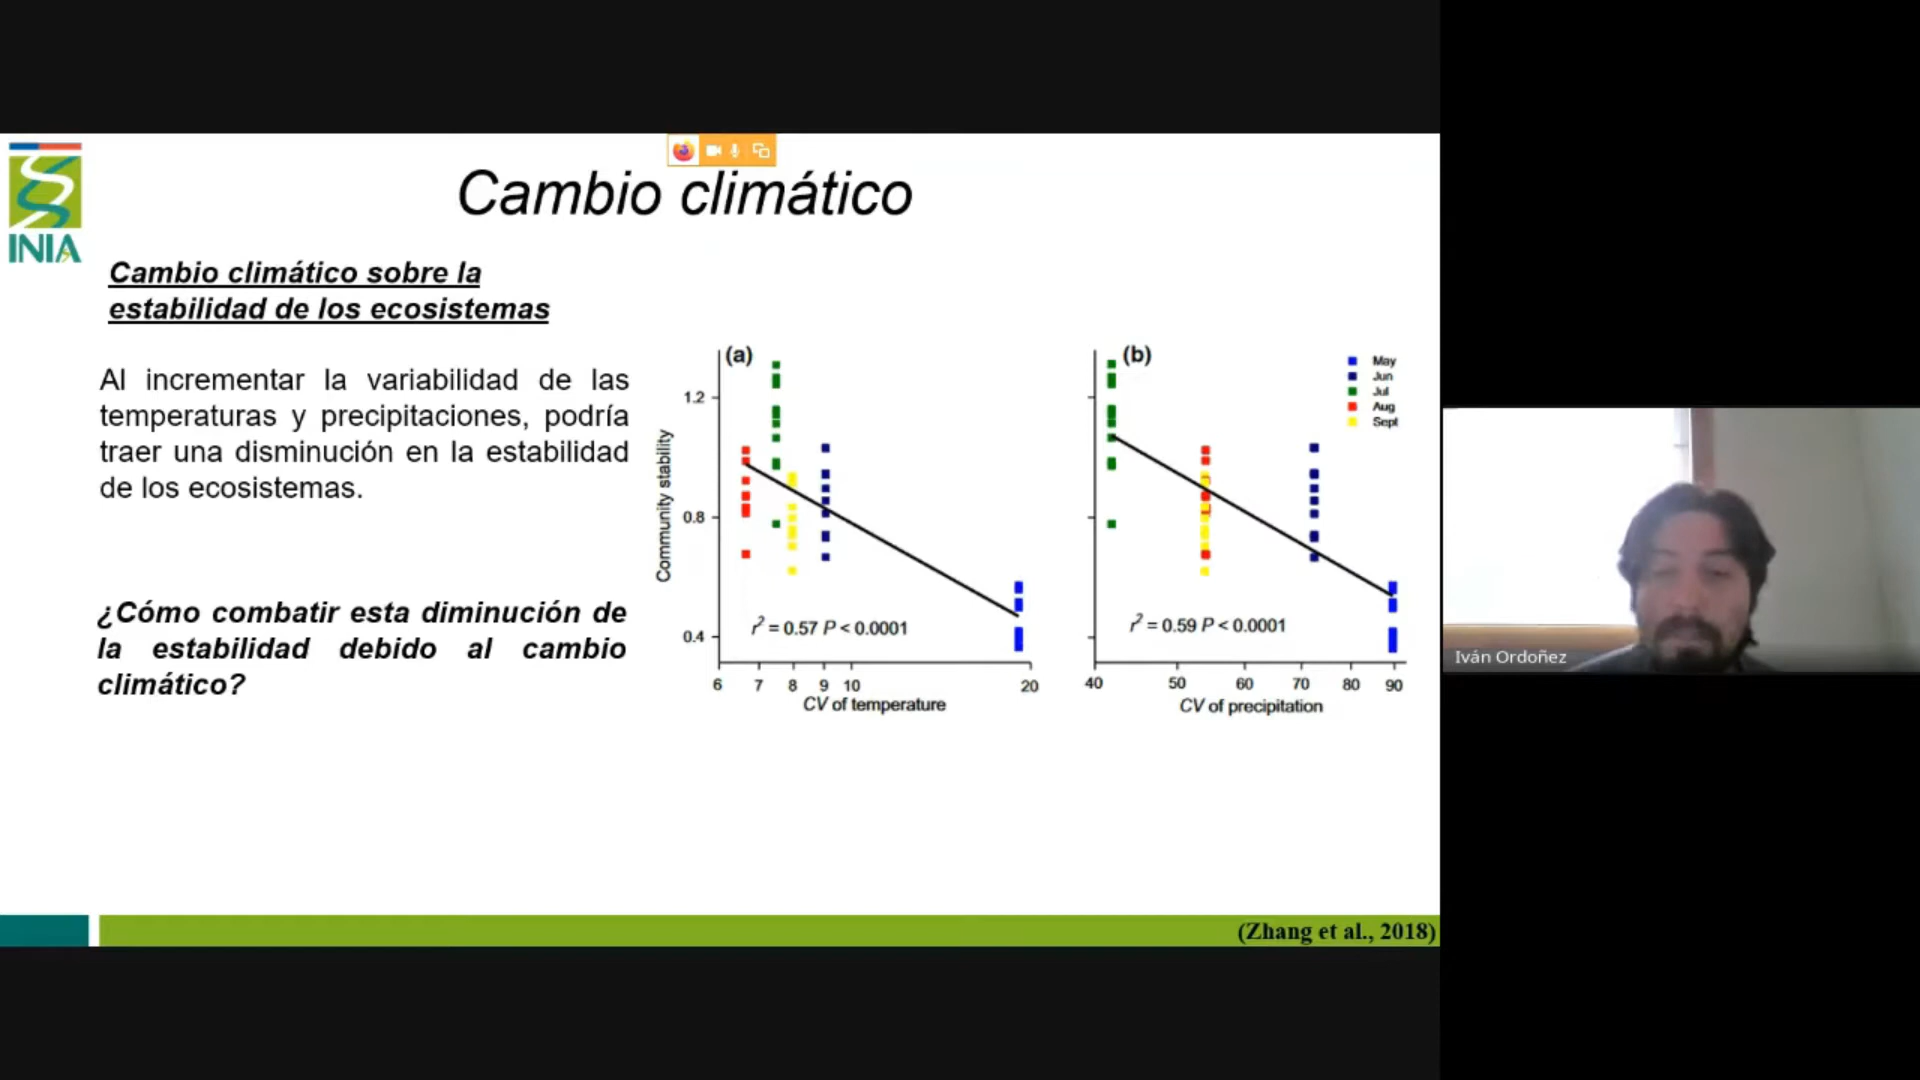 INIA
Cambio climático
Cambio climático sobre la
estabilidad de los ecosistemas
Al incrementar la variabilidad de las
temperaturas y precipitaciones, podría
traer una disminución en la estabilidad
de los ecosistemas.
¿Cómo combatir esta diminución de
la estabilidad debido al cambio
climático?
(a)
Community stability
1.2
0.8
0.4
r² = 0.57 P < 0.0001
6 7 8 9 10 20
CV of temperature
(b)
May
Jun
Jul
Aug
Sept
r² = 0.59 P < 0.0001
40 50 60 70 80 90
CV of precipitation
(Zhang et al., 2018)
Iván Ordoñez